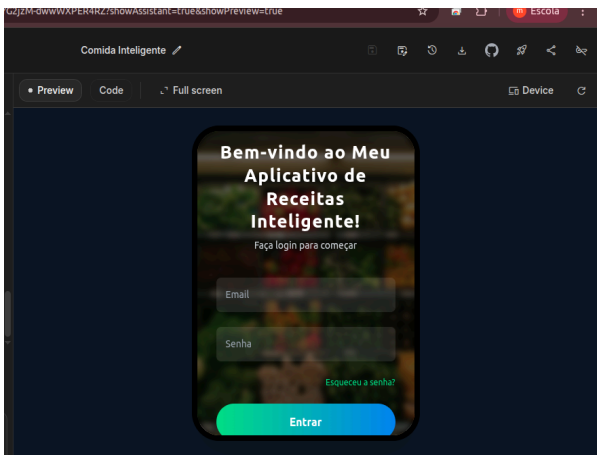 G2jzM-dwwWXPER4RZ?showAssistant=true&showPreview=true
m Escola
Comida Inteligente
Preview Code Full screen Device
Bem-vindo ao Meu
Aplicativo de
Receitas
Inteligente!
Faça login para começar
Email
Senha
Esqueceu a senha?
Entrar